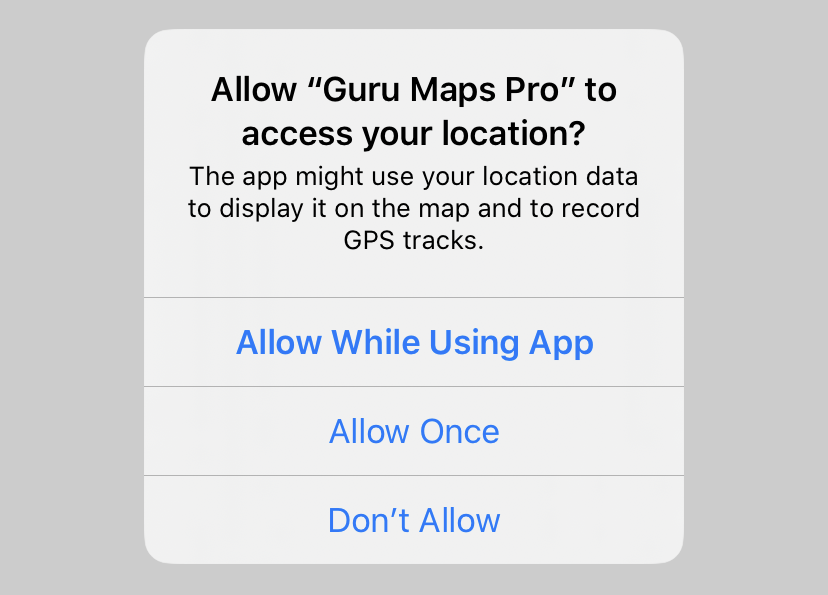 Allow “Guru Maps Pro” to
access your location?
The app might use your location data
to display it on the map and to record
GPS tracks.
Allow While Using App
Allow Once
Don’t Allow